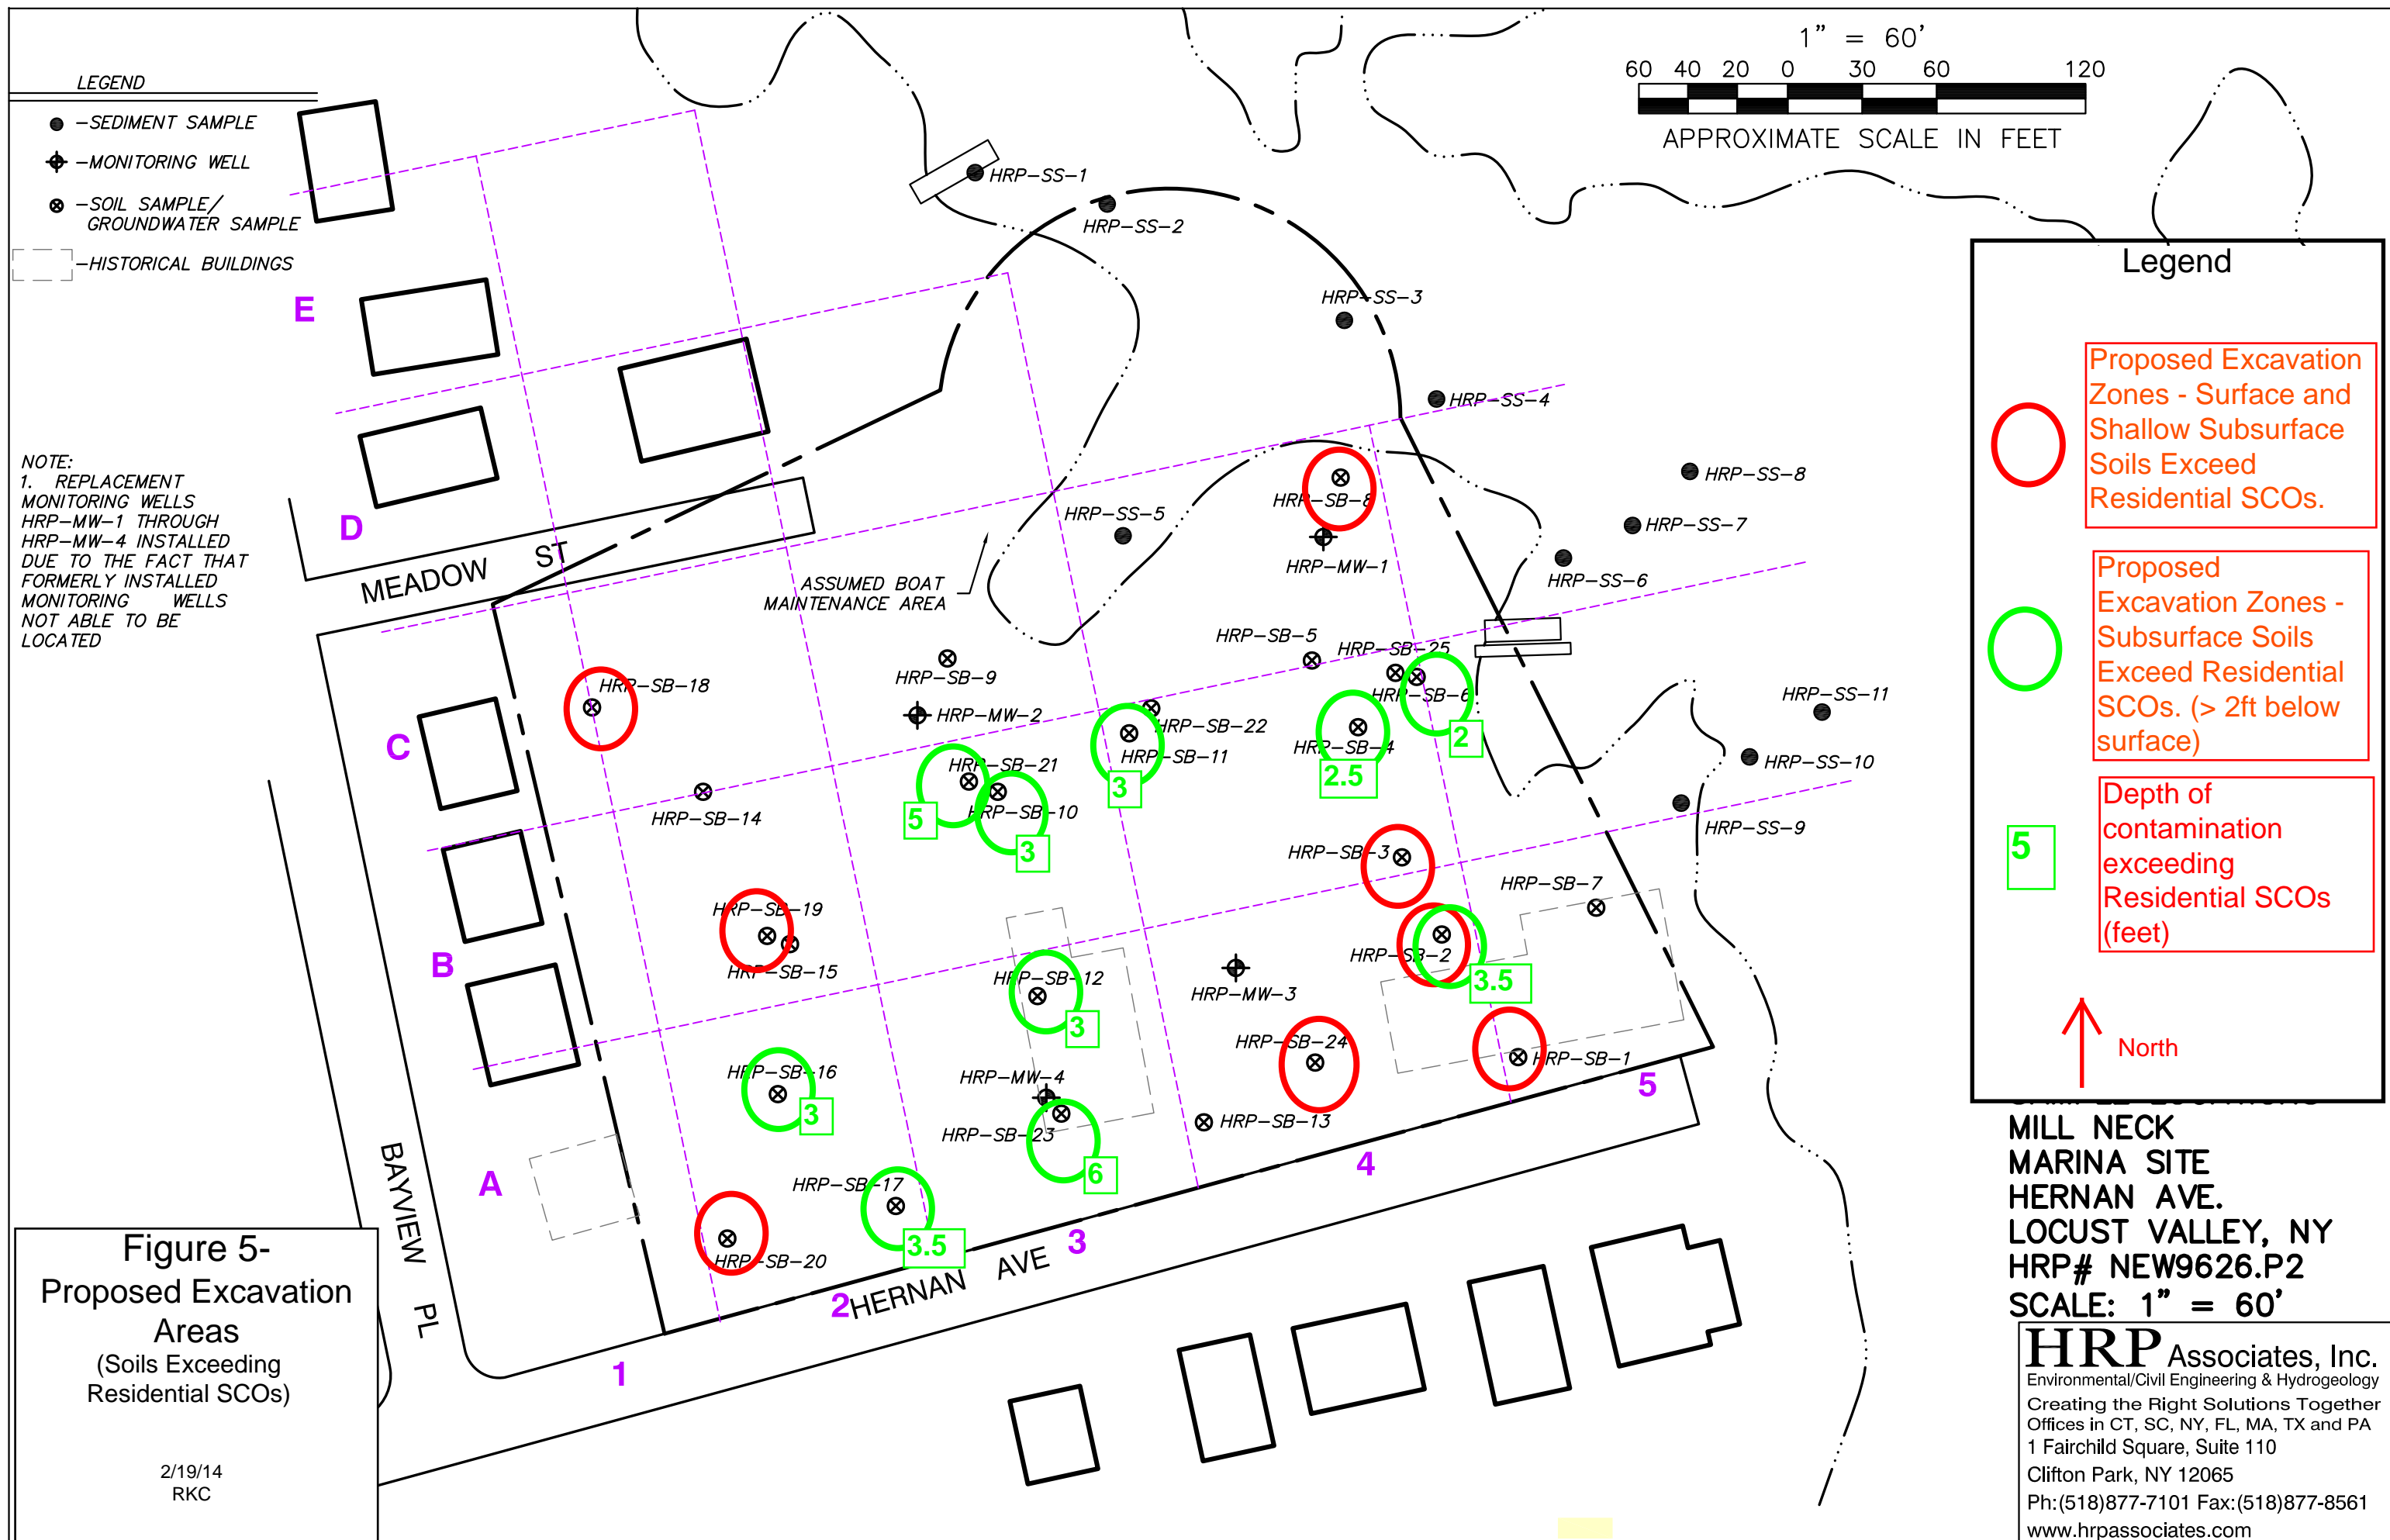 LEGEND
-SEDIMENT SAMPLE
-MONITORING WELL
-SOIL SAMPLE/
GROUNDWATER SAMPLE
-HISTORICAL BUILDINGS
1" = 60'
60 40 20 0 30 60 120
APPROXIMATE SCALE IN FEET
NOTE:
1. REPLACEMENT
MONITORING WELLS
HRP-MW-1 THROUGH
HRP-MW-4 INSTALLED
DUE TO THE FACT THAT
FORMERLY INSTALLED
MONITORING WELLS
NOT ABLE TO BE
LOCATED
E
D
C
B
A
1
2
3
4
5
MEADOW ST
BAYVIEW PL
HERNAN AVE
ASSUMED BOAT
MAINTENANCE AREA
HRP-SS-1
HRP-SS-2
HRP-SS-3
HRP-SS-4
HRP-SS-5
HRP-SS-8
HRP-SS-7
HRP-SS-6
HRP-SS-11
HRP-SS-10
HRP-SS-9
HRP-SB-8
HRP-MW-1
HRP-SB-5
HRP-SB-25
HRP-SB-6
2
HRP-SB-4
2.5
HRP-SB-9
HRP-MW-2
HRP-SB-18
HRP-SB-22
HRP-SB-11
3
HRP-SB-21
5
HRP-SB-10
3
HRP-SB-14
HRP-SB-3
HRP-SB-7
HRP-SB-2
3.5
HRP-SB-19
HRP-SB-15
HRP-SB-12
3
HRP-MW-3
HRP-SB-24
HRP-SB-1
HRP-SB-16
3
HRP-MW-4
HRP-SB-23
6
HRP-SB-13
HRP-SB-17
3.5
HRP-SB-20
Legend
Proposed Excavation
Zones - Surface and
Shallow Subsurface
Soils Exceed
Residential SCOs.
Proposed
Excavation Zones -
Subsurface Soils
Exceed Residential
SCOs. (> 2ft below
surface)
5
Depth of
contamination
exceeding
Residential SCOs
(feet)
North
MILL NECK
MARINA SITE
HERNAN AVE.
LOCUST VALLEY, NY
HRP# NEW9626.P2
SCALE: 1" = 60'
HRP Associates, Inc.
Environmental/Civil Engineering & Hydrogeology
Creating the Right Solutions Together
Offices in CT, SC, NY, FL, MA, TX and PA
1 Fairchild Square, Suite 110
Clifton Park, NY 12065
Ph:(518)877-7101 Fax:(518)877-8561
www.hrpassociates.com
Figure 5-
Proposed Excavation
Areas
(Soils Exceeding
Residential SCOs)
2/19/14
RKC